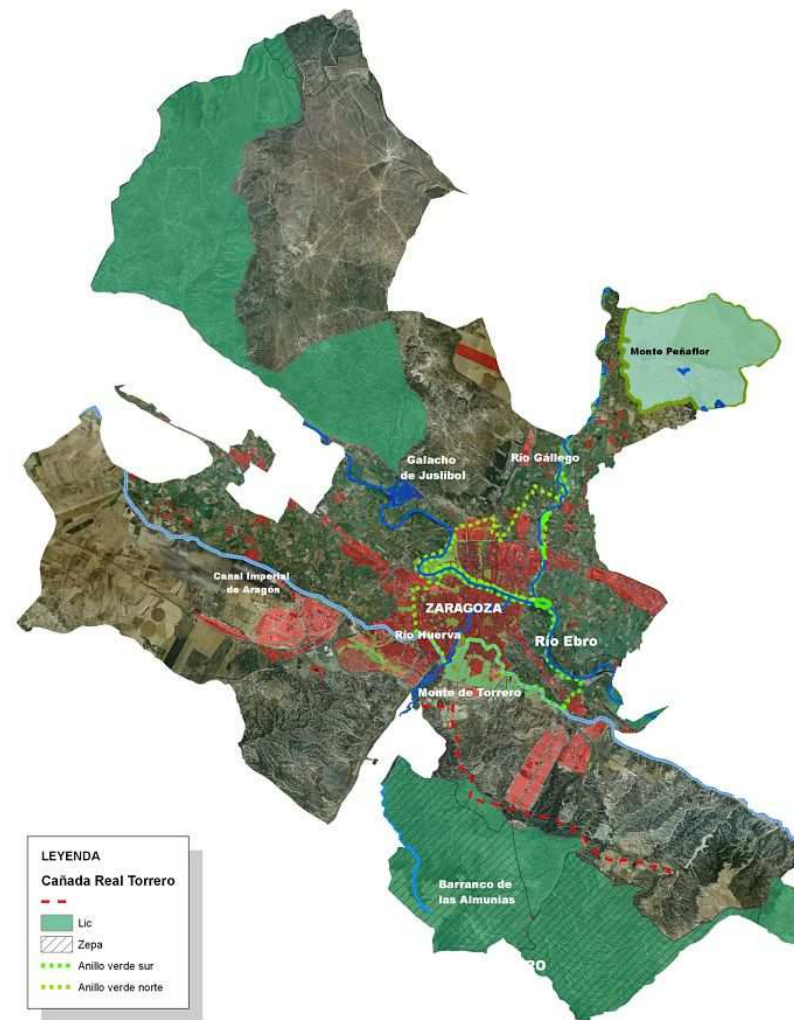 Monte Peñaflor
Río Gállego
Galacho
de Juslibol
Canal Imperial
de Aragón
ZARAGOZA
Río Huerva
Río Ebro
Monte de Torrero
Barranco de
las Almunias
RO
LEYENDA
Cañada Real Torrero
Lic
Zepa
Anillo verde sur
Anillo verde norte